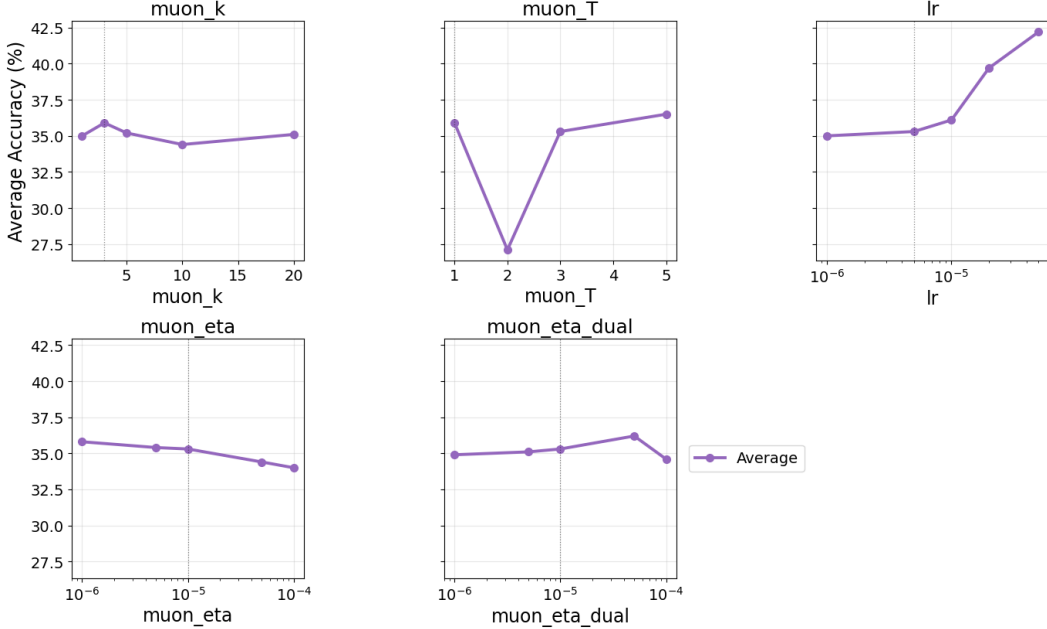 muon_k
muon_T
lr
Average Accuracy (%)
42.5
40.0
37.5
35.0
32.5
30.0
27.5
5 10 15 20
muon_k
1 2 3 4 5
muon_T
10⁻⁶ 10⁻⁵
lr
muon_eta
muon_eta_dual
42.5
40.0
37.5
35.0
32.5
30.0
27.5
10⁻⁶ 10⁻⁵ 10⁻⁴
muon_eta
10⁻⁶ 10⁻⁵ 10⁻⁴
muon_eta_dual
Average